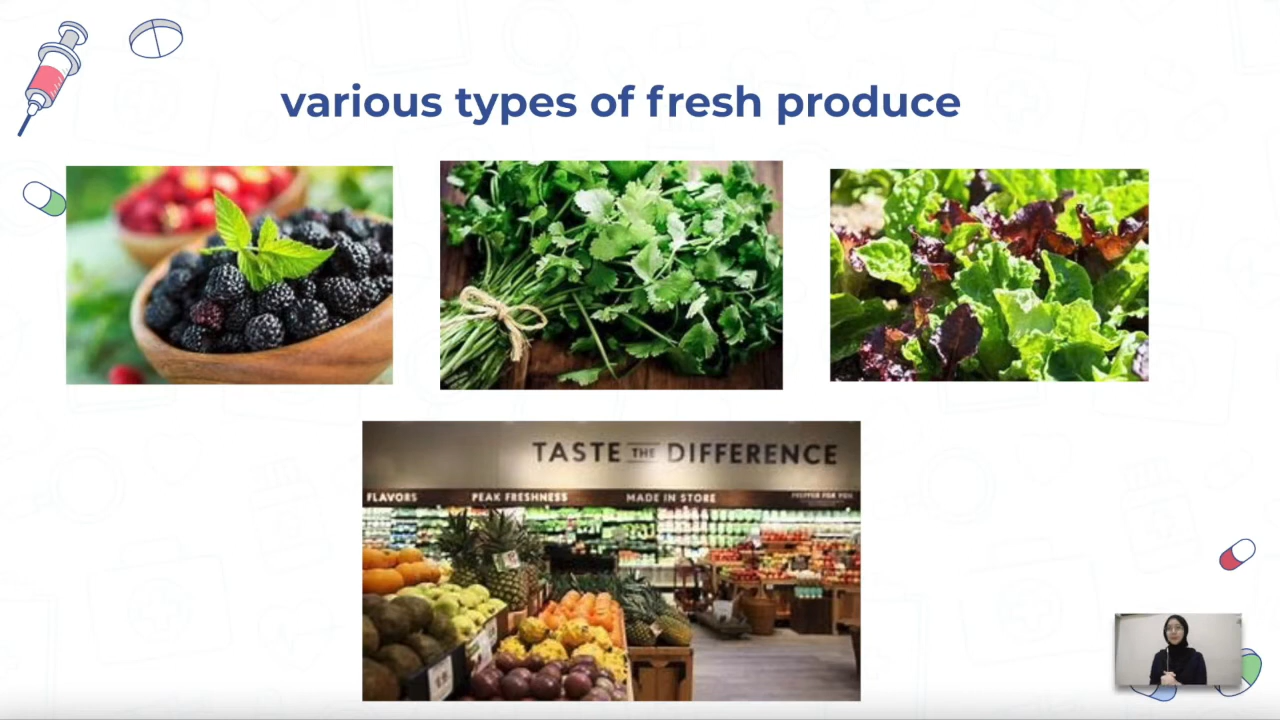 various types of fresh produce
TASTE THE DIFFERENCE
FLAVORS PEAK FRESHNESS MADE IN STORE